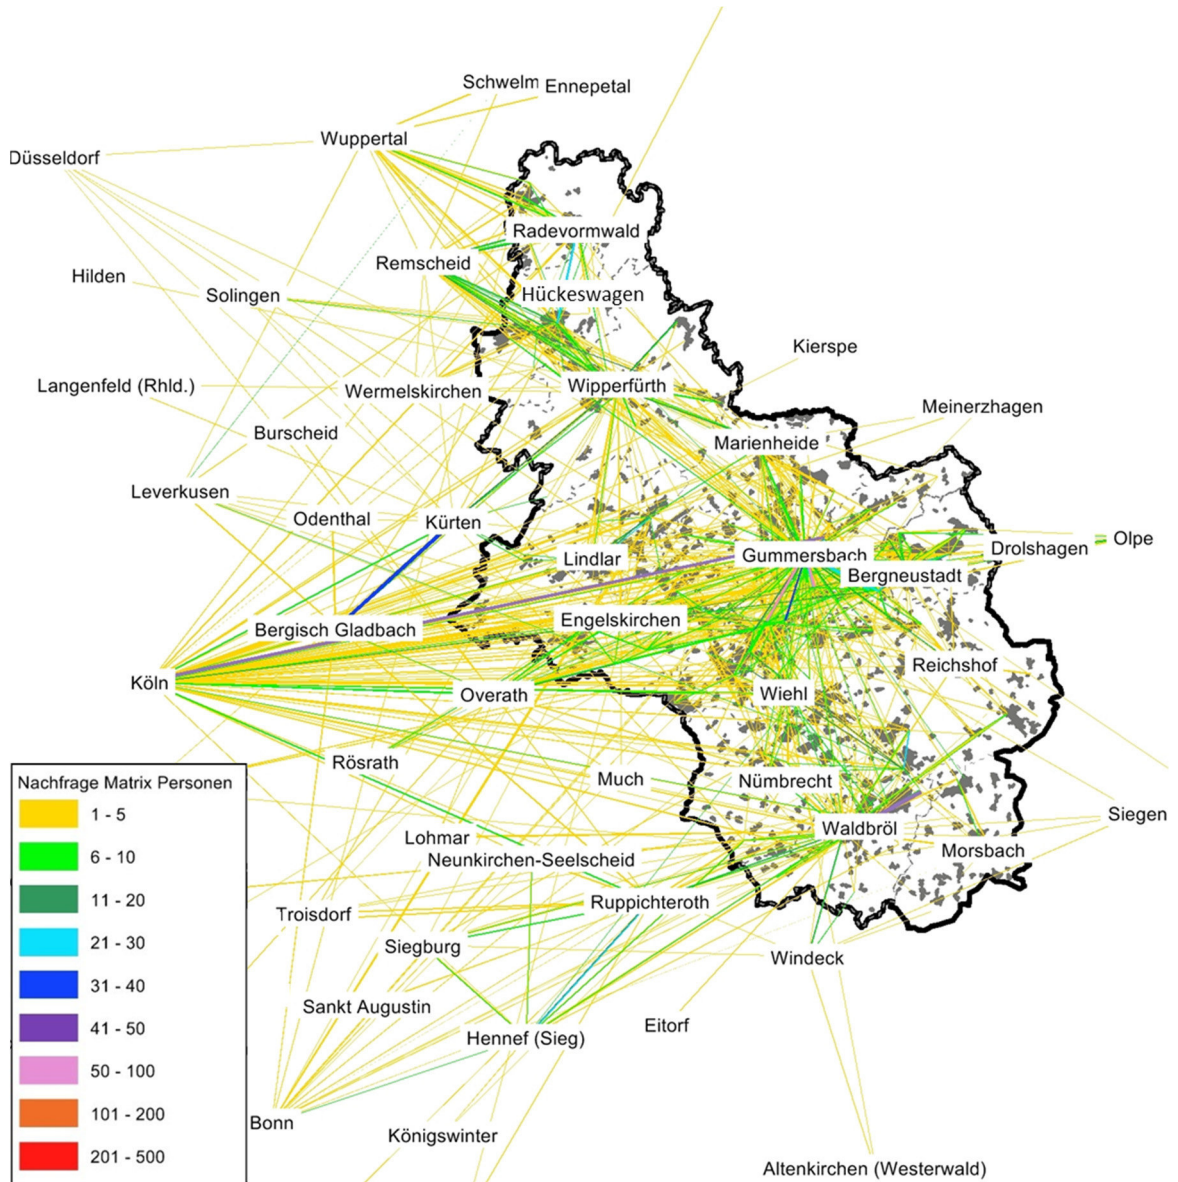 Schwelm
Ennepetal
Wuppertal
Düsseldorf
Radevormwald
Remscheid
Hilden
Solingen
Hückeswagen
Kierspe
Langenfeld (Rhld.)
Wermelskirchen
Wipperfürth
Meinerzhagen
Burscheid
Marienheide
Leverkusen
Odenthal
Kürten
Lindlar
Gummersbach
Drolshagen
Olpe
Bergneustadt
Bergisch Gladbach
Engelskirchen
Reichshof
Köln
Overath
Wiehl
Rösrath
Much
Nümbrecht
Siegen
Waldbröl
Lohmar
Morsbach
Neunkirchen-Seelscheid
Ruppichteroth
Troisdorf
Siegburg
Windeck
Sankt Augustin
Eitorf
Hennef (Sieg)
Bonn
Königswinter
Altenkirchen (Westerwald)
Nachfrage Matrix Personen
1 - 5
6 - 10
11 - 20
21 - 30
31 - 40
41 - 50
50 - 100
101 - 200
201 - 500